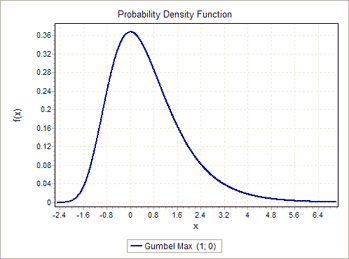 Probability Density Function
f(x)
0.36
0.32
0.28
0.24
0.2
0.16
0.12
0.08
0.04
0
-2.4 -1.6 -0.8 0 0.8 1.6 2.4 3.2 4 4.8 5.6 6.4
x
Gumbel Max (1; 0)